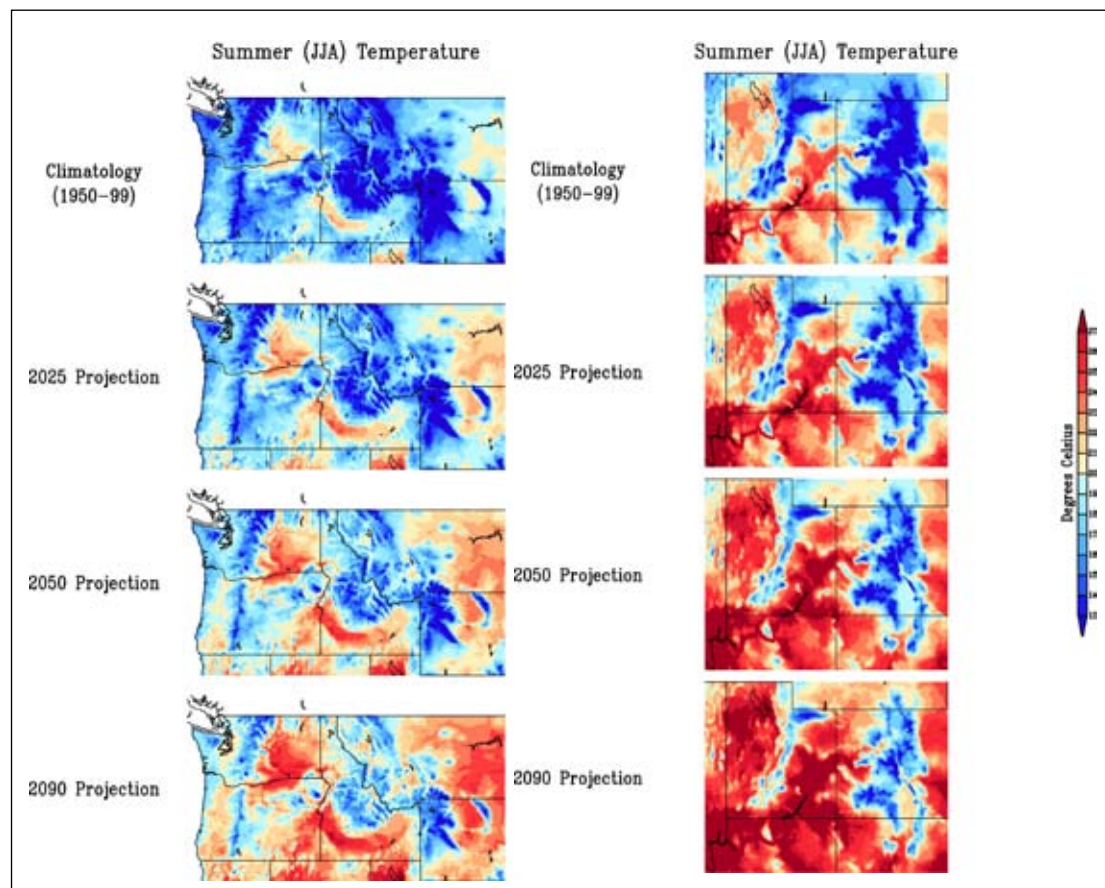 Summer (JJA) Temperature
Climatology
(1950-99)
2025 Projection
2050 Projection
2090 Projection
Summer (JJA) Temperature
Climatology
(1950-99)
2025 Projection
2050 Projection
2090 Projection
Degrees Celsius